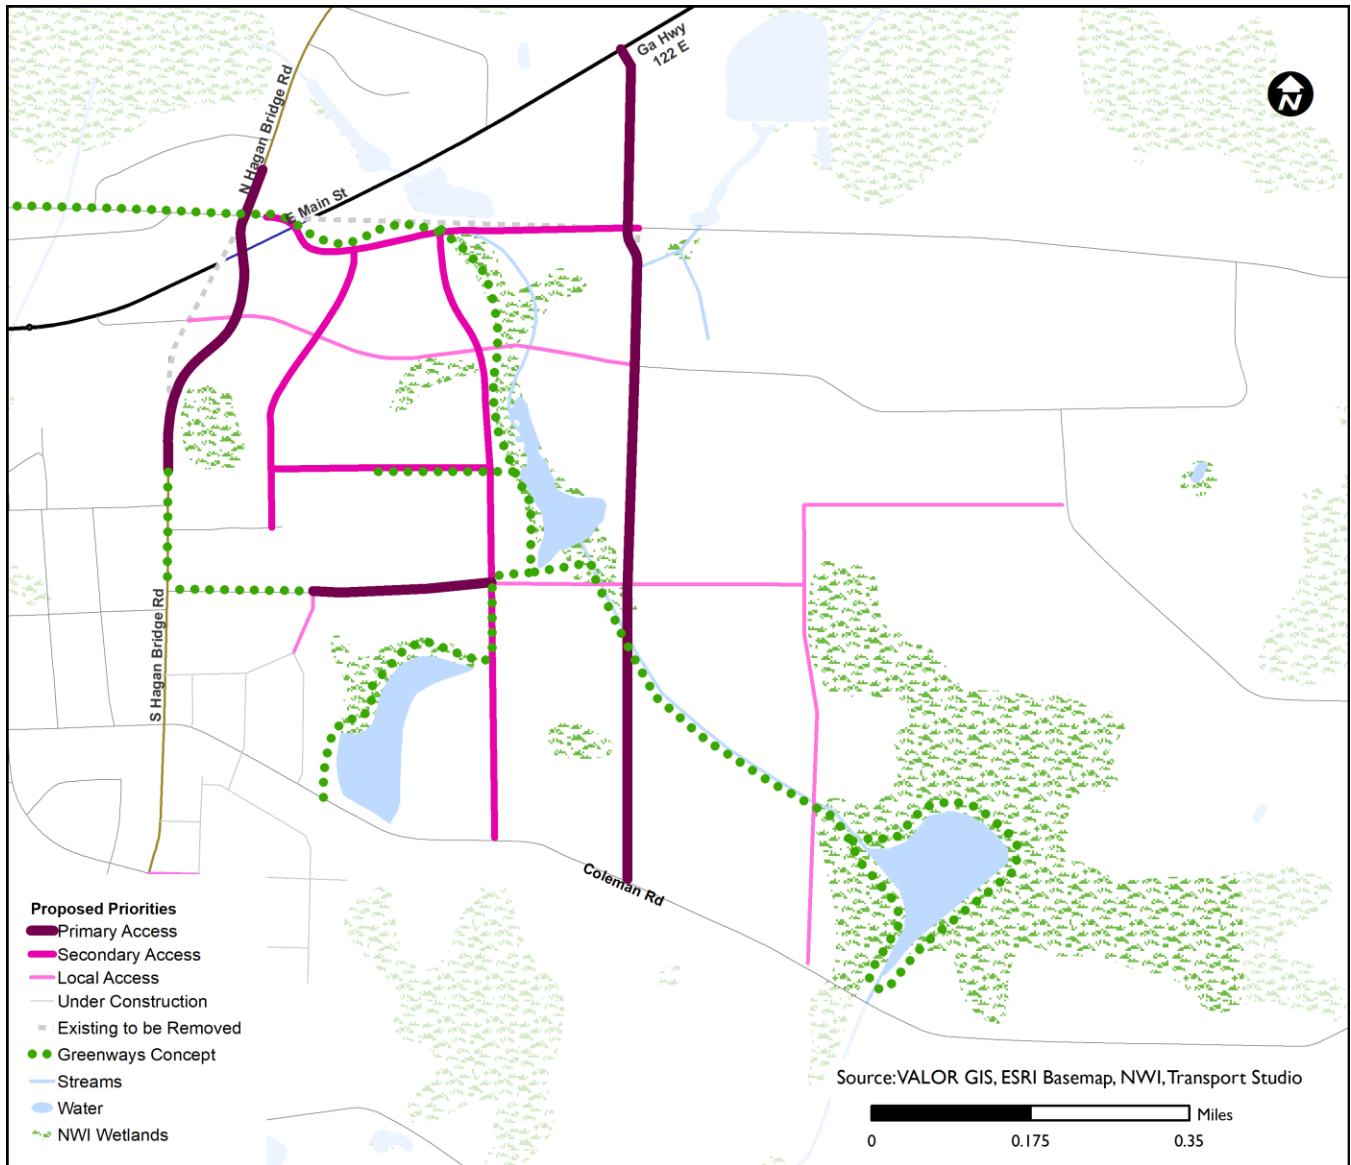 Ga Hwy
122 E
N
N Hagan Bridge Rd
E Main St
S Hagan Bridge Rd
Coleman Rd
Proposed Priorities
Primary Access
Secondary Access
Local Access
Under Construction
Existing to be Removed
Greenways Concept
Streams
Water
NWI Wetlands
Source: VALOR GIS, ESRI Basemap, NWI, Transport Studio
Miles
0 0.175 0.35